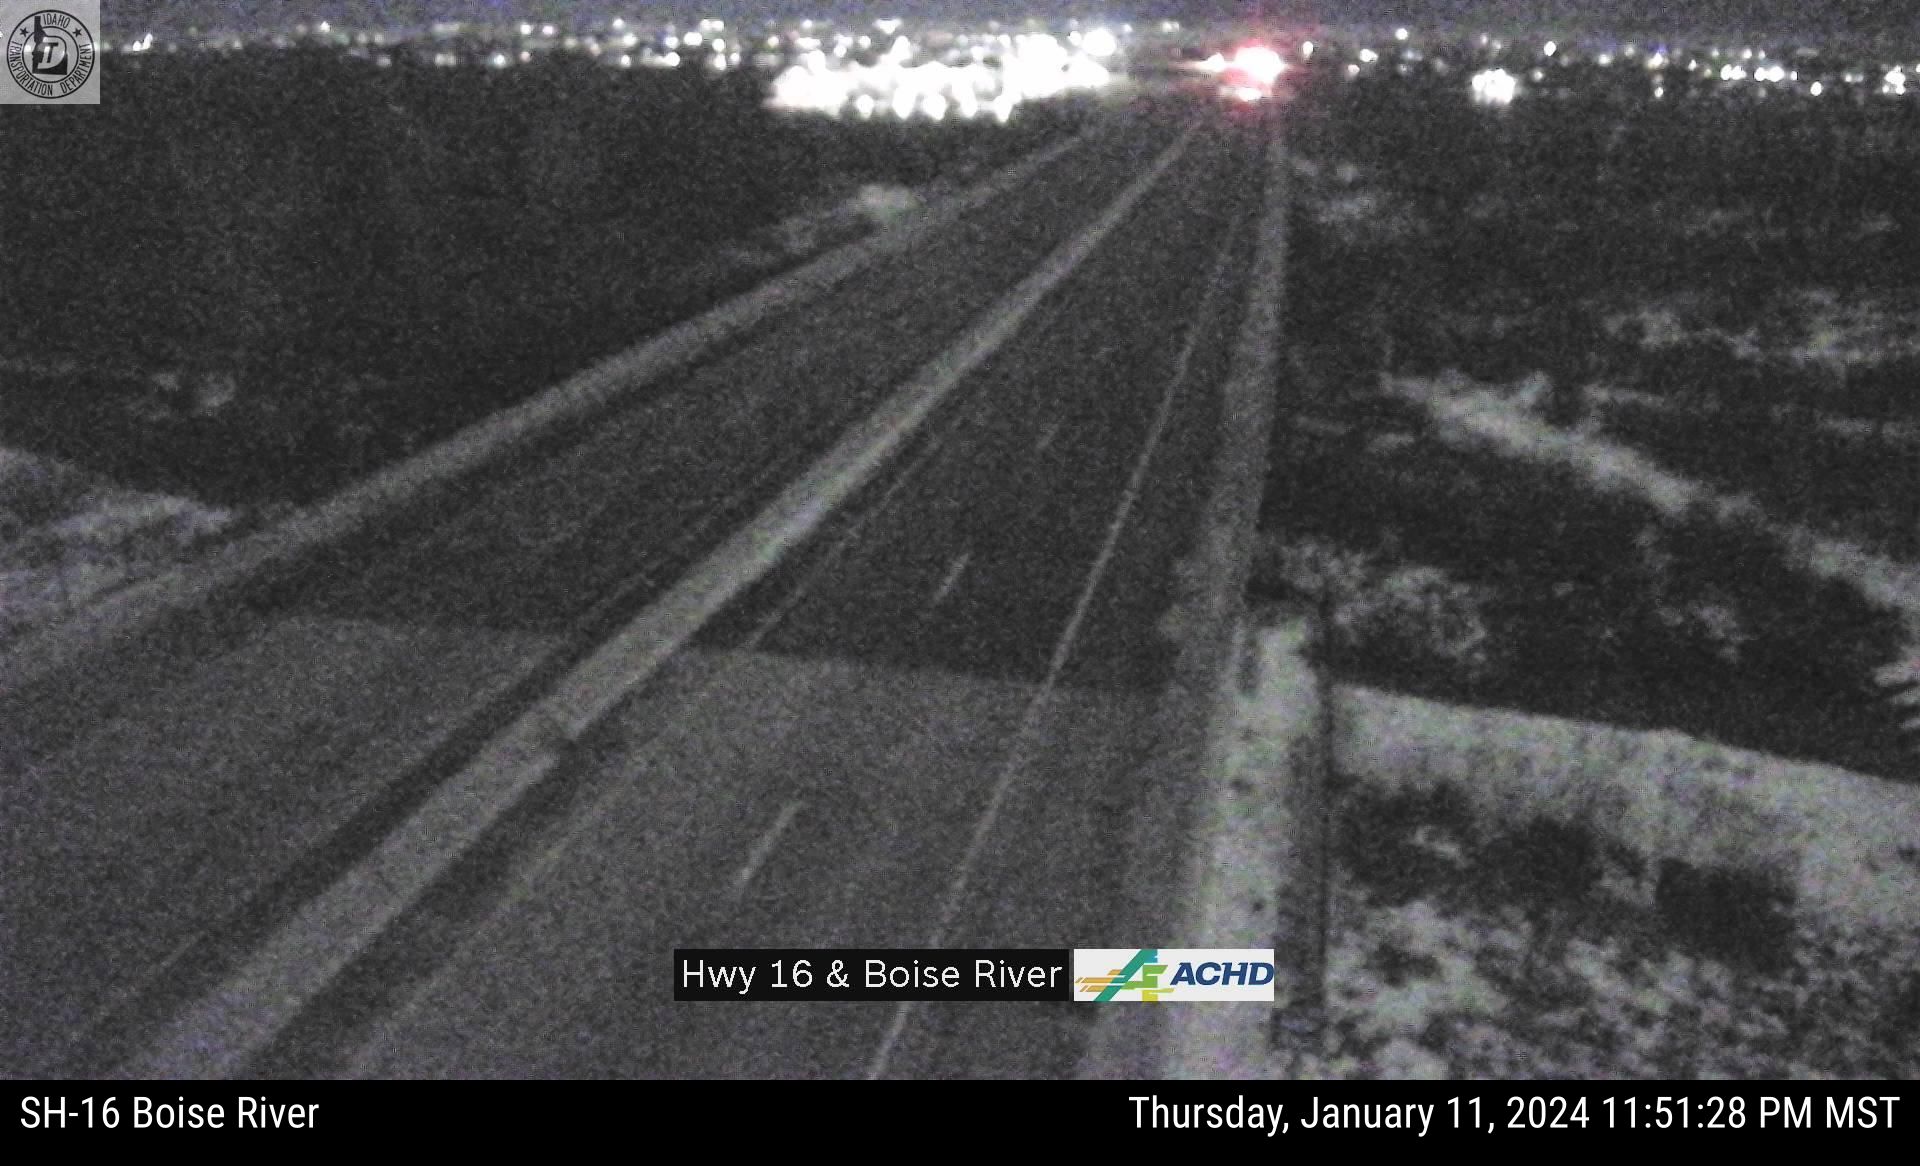 IDAHO
TRANSPORTATION DEPARTMENT
Hwy 16 & Boise River
ACHD
SH-16 Boise River
Thursday, January 11, 2024 11:51:28 PM MST